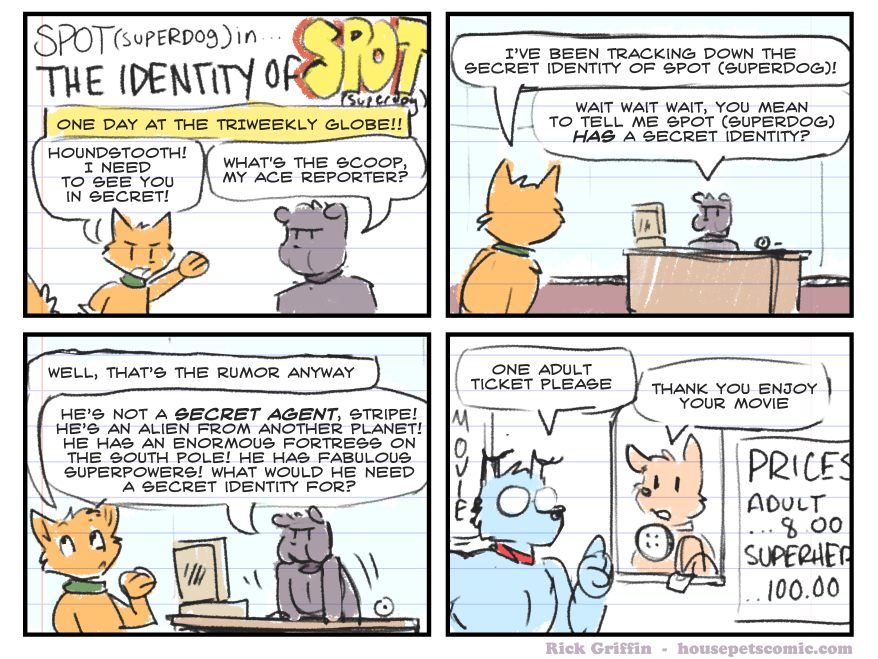 SPOT (SUPERDOG) in...
THE IDENTITY OF SPOT
(superdog)
ONE DAY AT THE TRIWEEKLY GLOBE!!
HOUNDSTOOTH!
I NEED
TO SEE YOU
IN SECRET!
WHAT'S THE SCOOP,
MY ACE REPORTER?
I'VE BEEN TRACKING DOWN THE
SECRET IDENTITY OF SPOT (SUPERDOG)!
WAIT WAIT WAIT, YOU MEAN
TO TELL ME SPOT (SUPERDOG)
HAS A SECRET IDENTITY?
WELL, THAT'S THE RUMOR ANYWAY
HE'S NOT A SECRET AGENT, STRIPE!
HE'S AN ALIEN FROM ANOTHER PLANET!
HE HAS AN ENORMOUS FORTRESS ON
THE SOUTH POLE! HE HAS FABULOUS
SUPERPOWERS! WHAT WOULD HE NEED
A SECRET IDENTITY FOR?
ONE ADULT
TICKET PLEASE
THANK YOU ENJOY
YOUR MOVIE
MOVIE
PRICES
ADULT
...8.00
SUPERHER
..100.00
Rick Griffin - housepetscomic.com